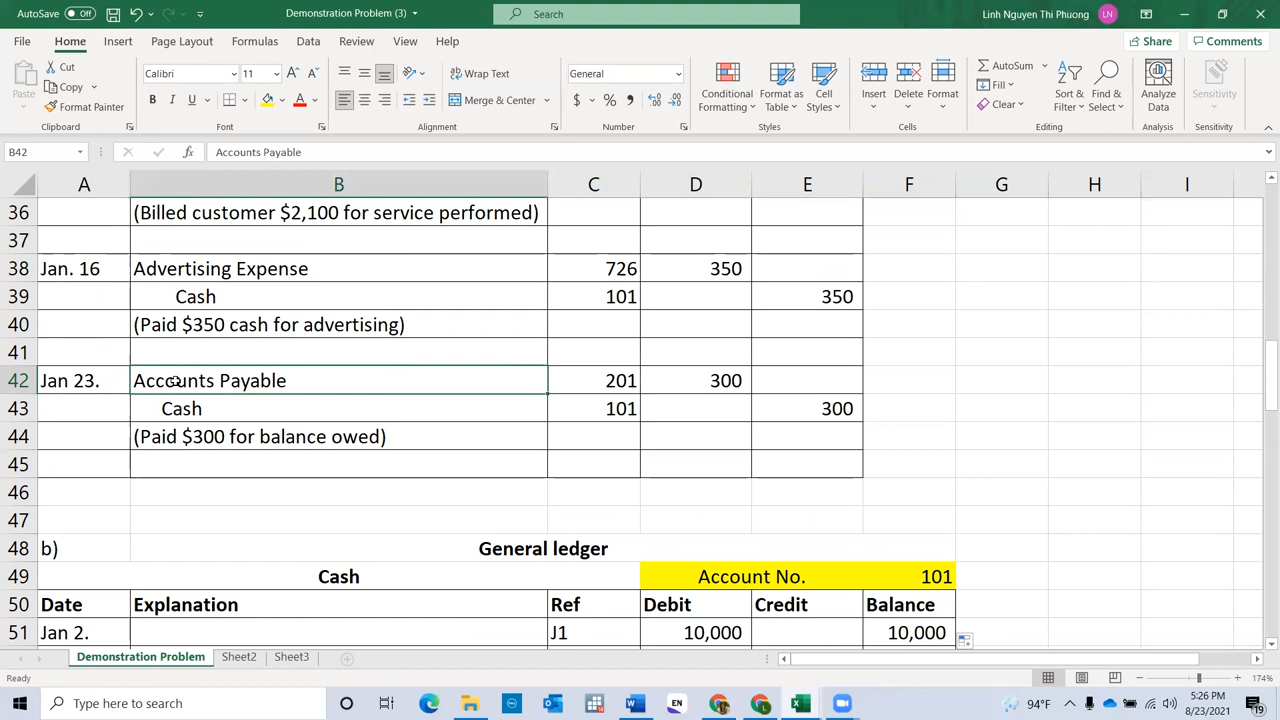 AutoSave Off Demonstration Problem (3) Search Linh Nguyen Thi Phuong LN
File Home Insert Page Layout Formulas Data Review View Help Share Comments
Paste Cut Copy Format Painter Clipboard
Calibri 11 B I U Font
Wrap Text Merge & Center Alignment
General $ % Number
Conditional Formatting Format as Table Cell Styles Styles
Insert Delete Format Cells
AutoSum Fill Clear Sort & Filter Find & Select Editing
Analyze Data Analysis
Sensitivity Sensitivity
B42 fx Accounts Payable
A B C D E F G H I
36 (Billed customer $2,100 for service performed)
37
38 Jan. 16 Advertising Expense 726 350
39 Cash 101 350
40 (Paid $350 cash for advertising)
41
42 Jan 23. Accounts Payable 201 300
43 Cash 101 300
44 (Paid $300 for balance owed)
45
46
47
48 b) General ledger
49 Cash Account No. 101
50 Date Explanation Ref Debit Credit Balance
51 Jan 2. J1 10,000 10,000
Demonstration Problem Sheet2 Sheet3
Ready 174%
Type here to search EN 94°F 5:26 PM
8/23/2021 19